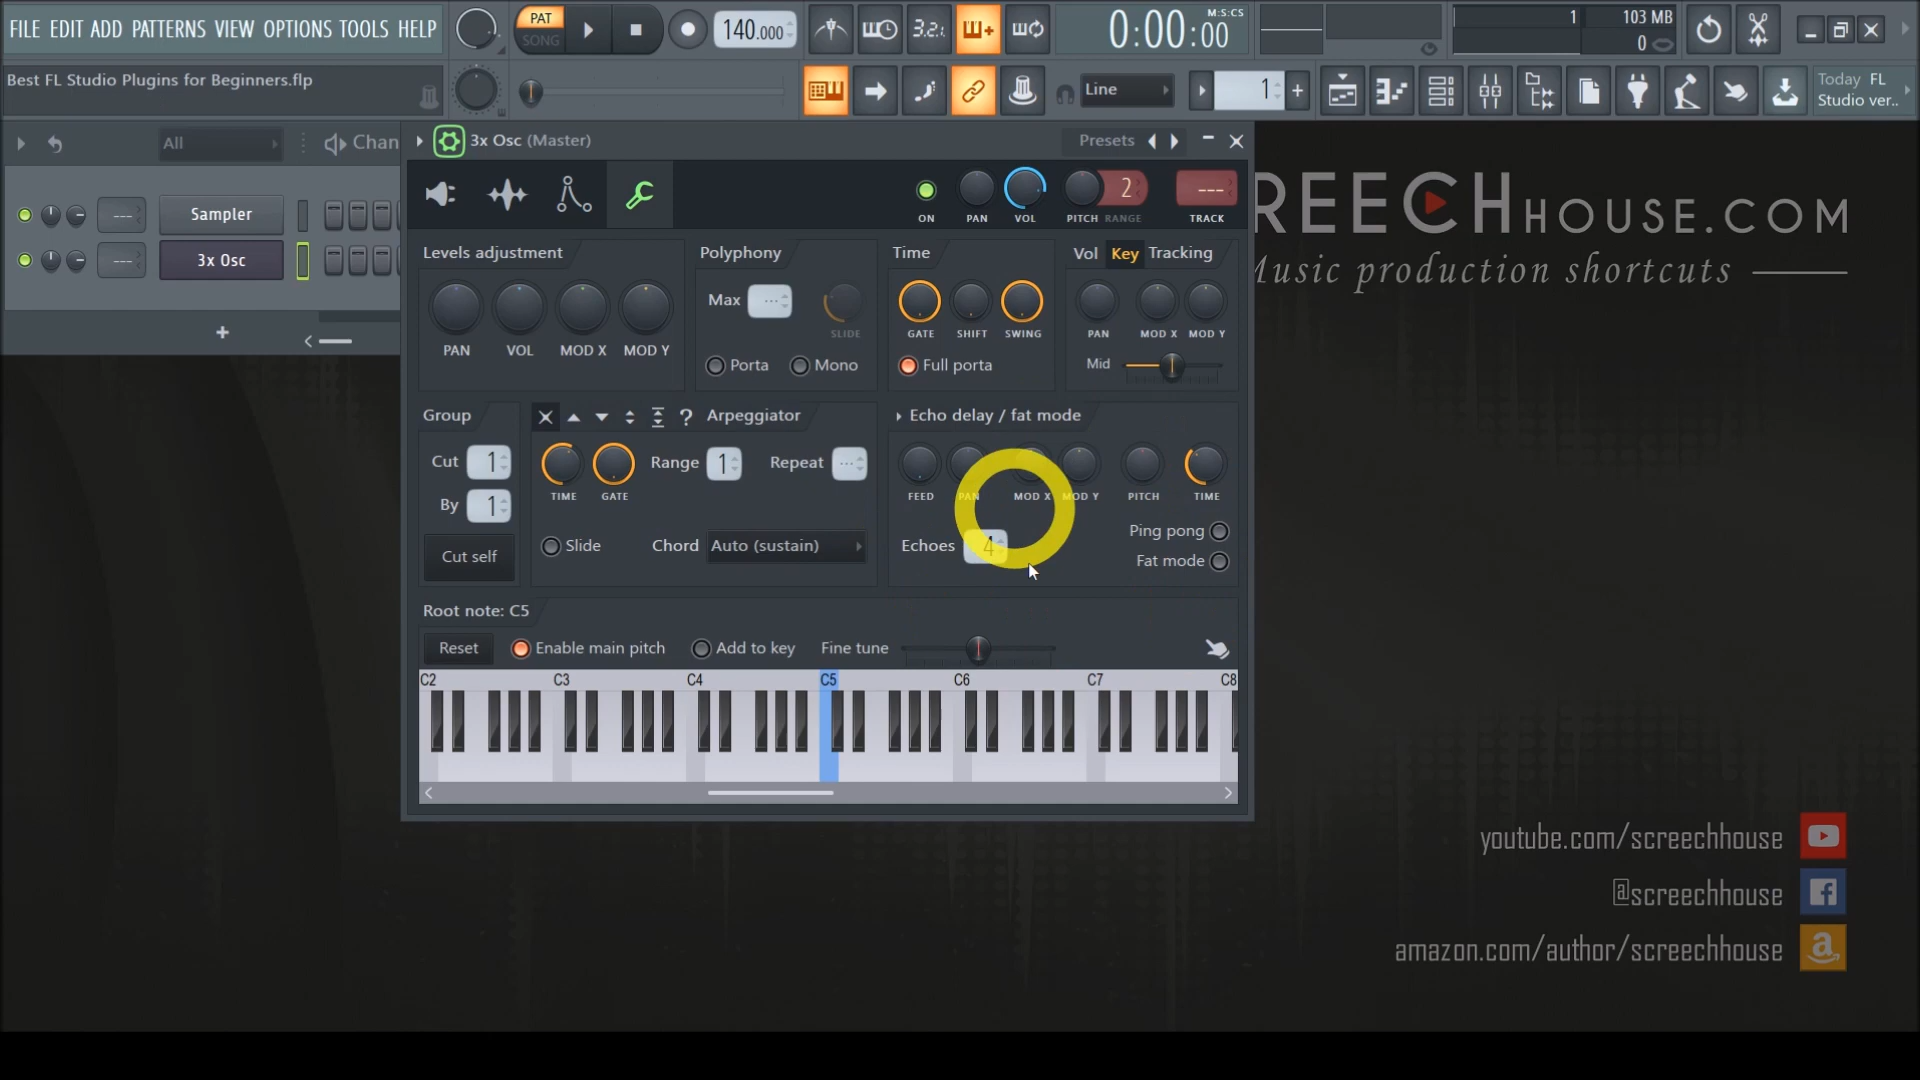 FILE EDIT ADD PATTERNS VIEW OPTIONS TOOLS HELP
PAT
SONG
140.000
3.2.1
0:00:00
M:S:CS
1
103 MB
0
Best FL Studio Plugins for Beginners.flp
Line
1
Today FL
Studio ver..
All
Chan
Sampler
3x Osc
3x Osc (Master)
Presets
ON
PAN
VOL
PITCH
RANGE
2
---
TRACK
Levels adjustment
PAN
VOL
MOD X
MOD Y
Polyphony
Max
SLIDE
Porta
Mono
Time
GATE
SHIFT
SWING
Full porta
Vol
Key
Tracking
PAN
MOD X
MOD Y
Mid
Group
Cut
1
By
1
Cut self
Arpeggiator
TIME
GATE
Range
1
Repeat
Slide
Chord
Auto (sustain)
Echo delay / fat mode
FEED
PAN
MOD X
MOD Y
PITCH
TIME
Echoes
4
Ping pong
Fat mode
Root note: C5
Reset
Enable main pitch
Add to key
Fine tune
C2
C3
C4
C5
C6
C7
C8
REECHHOUSE.COM
Music production shortcuts
youtube.com/screechhouse
@screechhouse
amazon.com/author/screechhouse